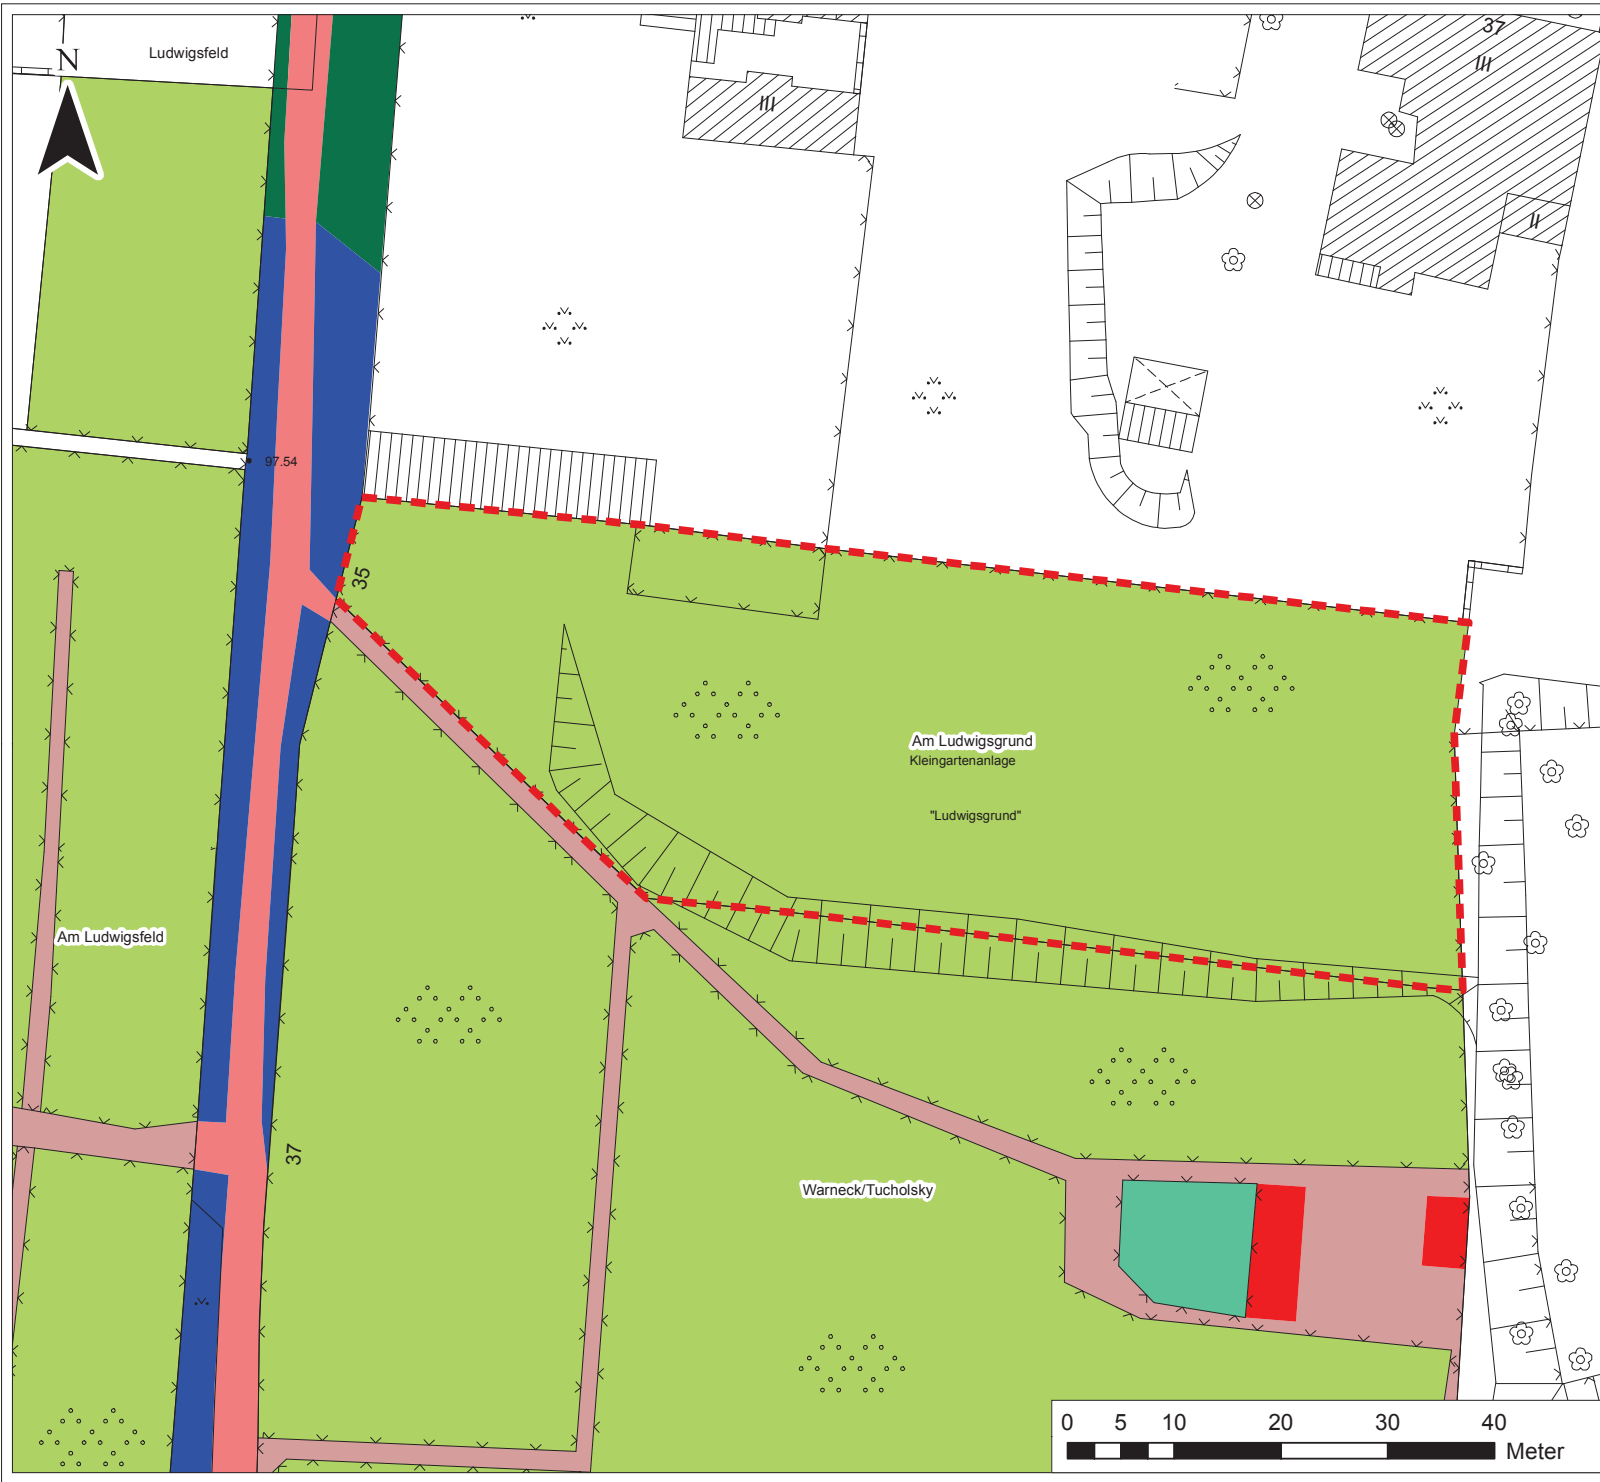 N
Ludwigsfeld
III
37
III
II
97.54
35
Am Ludwigsgrund
Kleingartenanlage
"Ludwigsgrund"
Am Ludwigsfeld
37
Warneck/Tucholsky
0 5 10 20 30 40
Meter